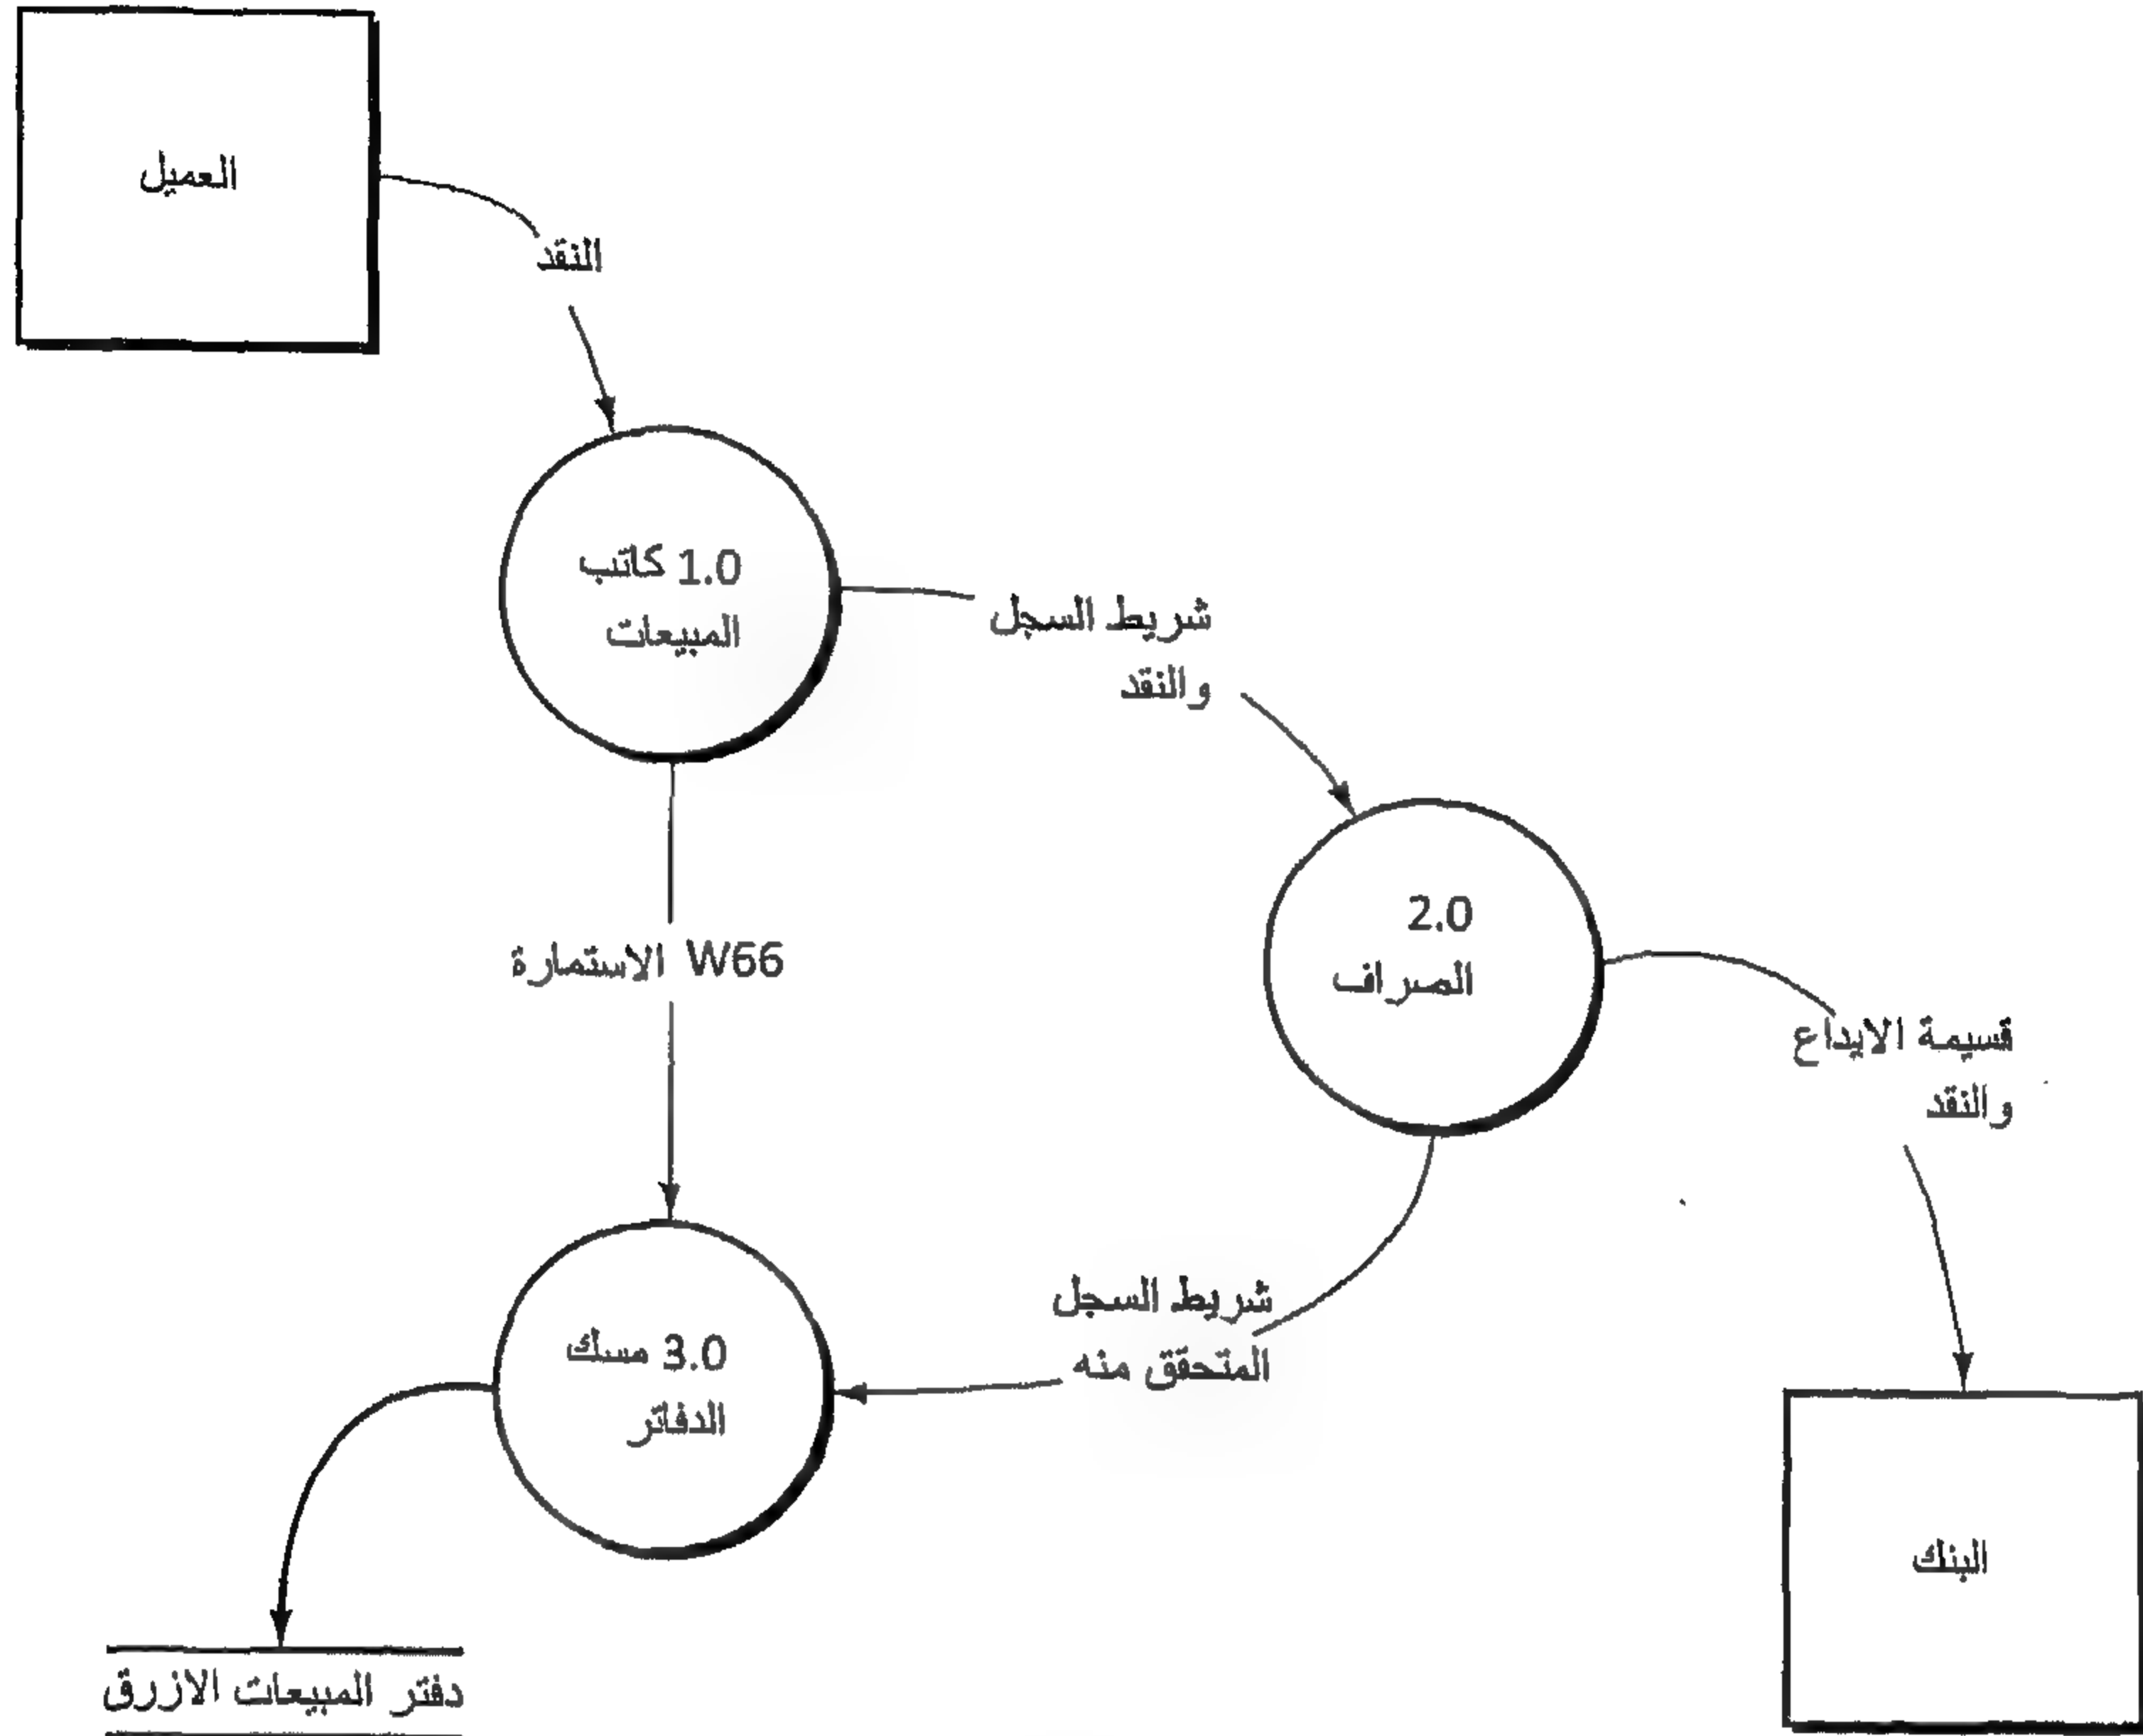 العميل
النقد
1.0 كاتب
المبيعات
شريط السجل
والنقد
2.0
الصراف
W66 الاستمارة
قسيمة الايداع
والنقد
شريط السجل
المتحقق منه
3.0 مسك
الدفاتر
البنك
دفتر المبيعات الازرق